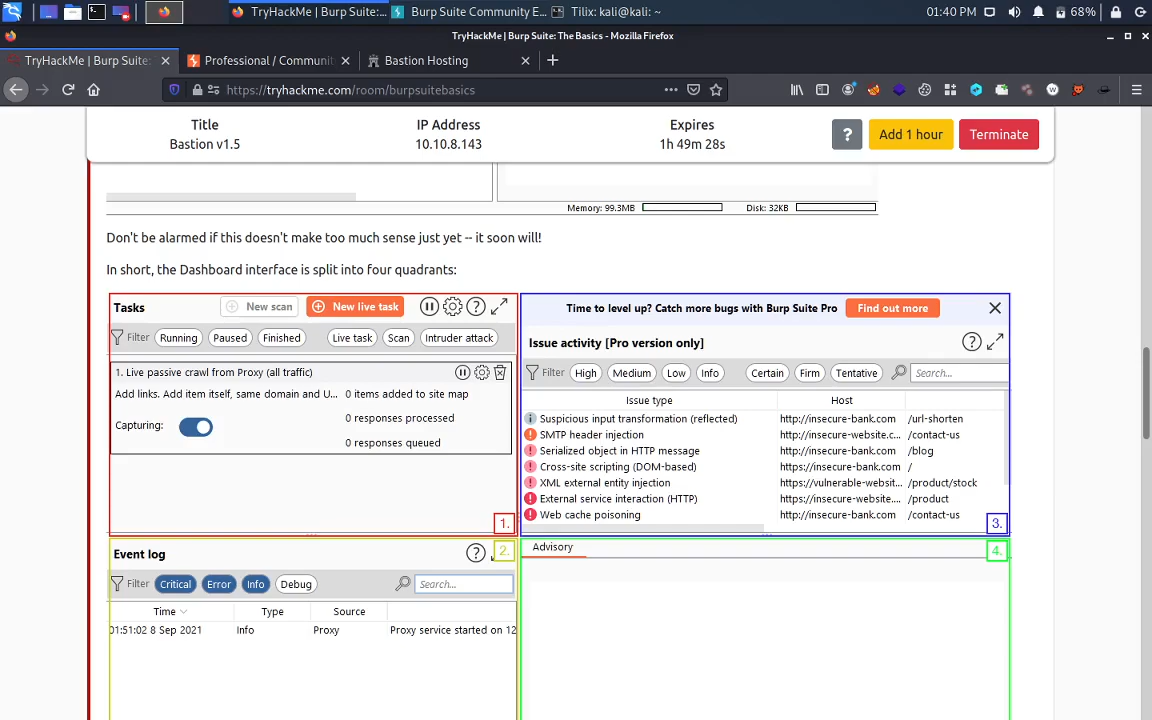 TryHackMe | Burp Suite:...
Burp Suite Community E...
Tilix: kali@kali: ~
01:40 PM
68%
TryHackMe | Burp Suite: The Basics - Mozilla Firefox
TryHackMe | Burp Suite:
Professional / Communit
Bastion Hosting
https://tryhackme.com/room/burpsuitebasics
Title
IP Address
Expires
Bastion v1.5
10.10.8.143
1h 49m 28s
?
Add 1 hour
Terminate
Memory: 99.3MB
Disk: 32KB
Don't be alarmed if this doesn't make too much sense just yet -- it soon will!
In short, the Dashboard interface is split into four quadrants:
Tasks
New scan
New live task
?
Filter
Running
Paused
Finished
Live task
Scan
Intruder attack
1. Live passive crawl from Proxy (all traffic)
Add links. Add item itself, same domain and U...
0 items added to site map
Capturing:
0 responses processed
0 responses queued
1.
Time to level up? Catch more bugs with Burp Suite Pro
Find out more
Issue activity [Pro version only]
?
Filter
High
Medium
Low
Info
Certain
Firm
Tentative
Search...
Issue type
Host
Suspicious input transformation (reflected)
http://insecure-bank.com
/url-shorten
SMTP header injection
http://insecure-website.c...
/contact-us
Serialized object in HTTP message
http://insecure-bank.com
/blog
Cross-site scripting (DOM-based)
https://insecure-bank.com
/
XML external entity injection
https://vulnerable-websit...
/product/stock
External service interaction (HTTP)
https://insecure-website....
/product
Web cache poisoning
http://insecure-bank.com
/contact-us
3.
Event log
?
2.
Filter
Critical
Error
Info
Debug
Search...
Time
Type
Source
01:51:02 8 Sep 2021
Info
Proxy
Proxy service started on 12
Advisory
4.